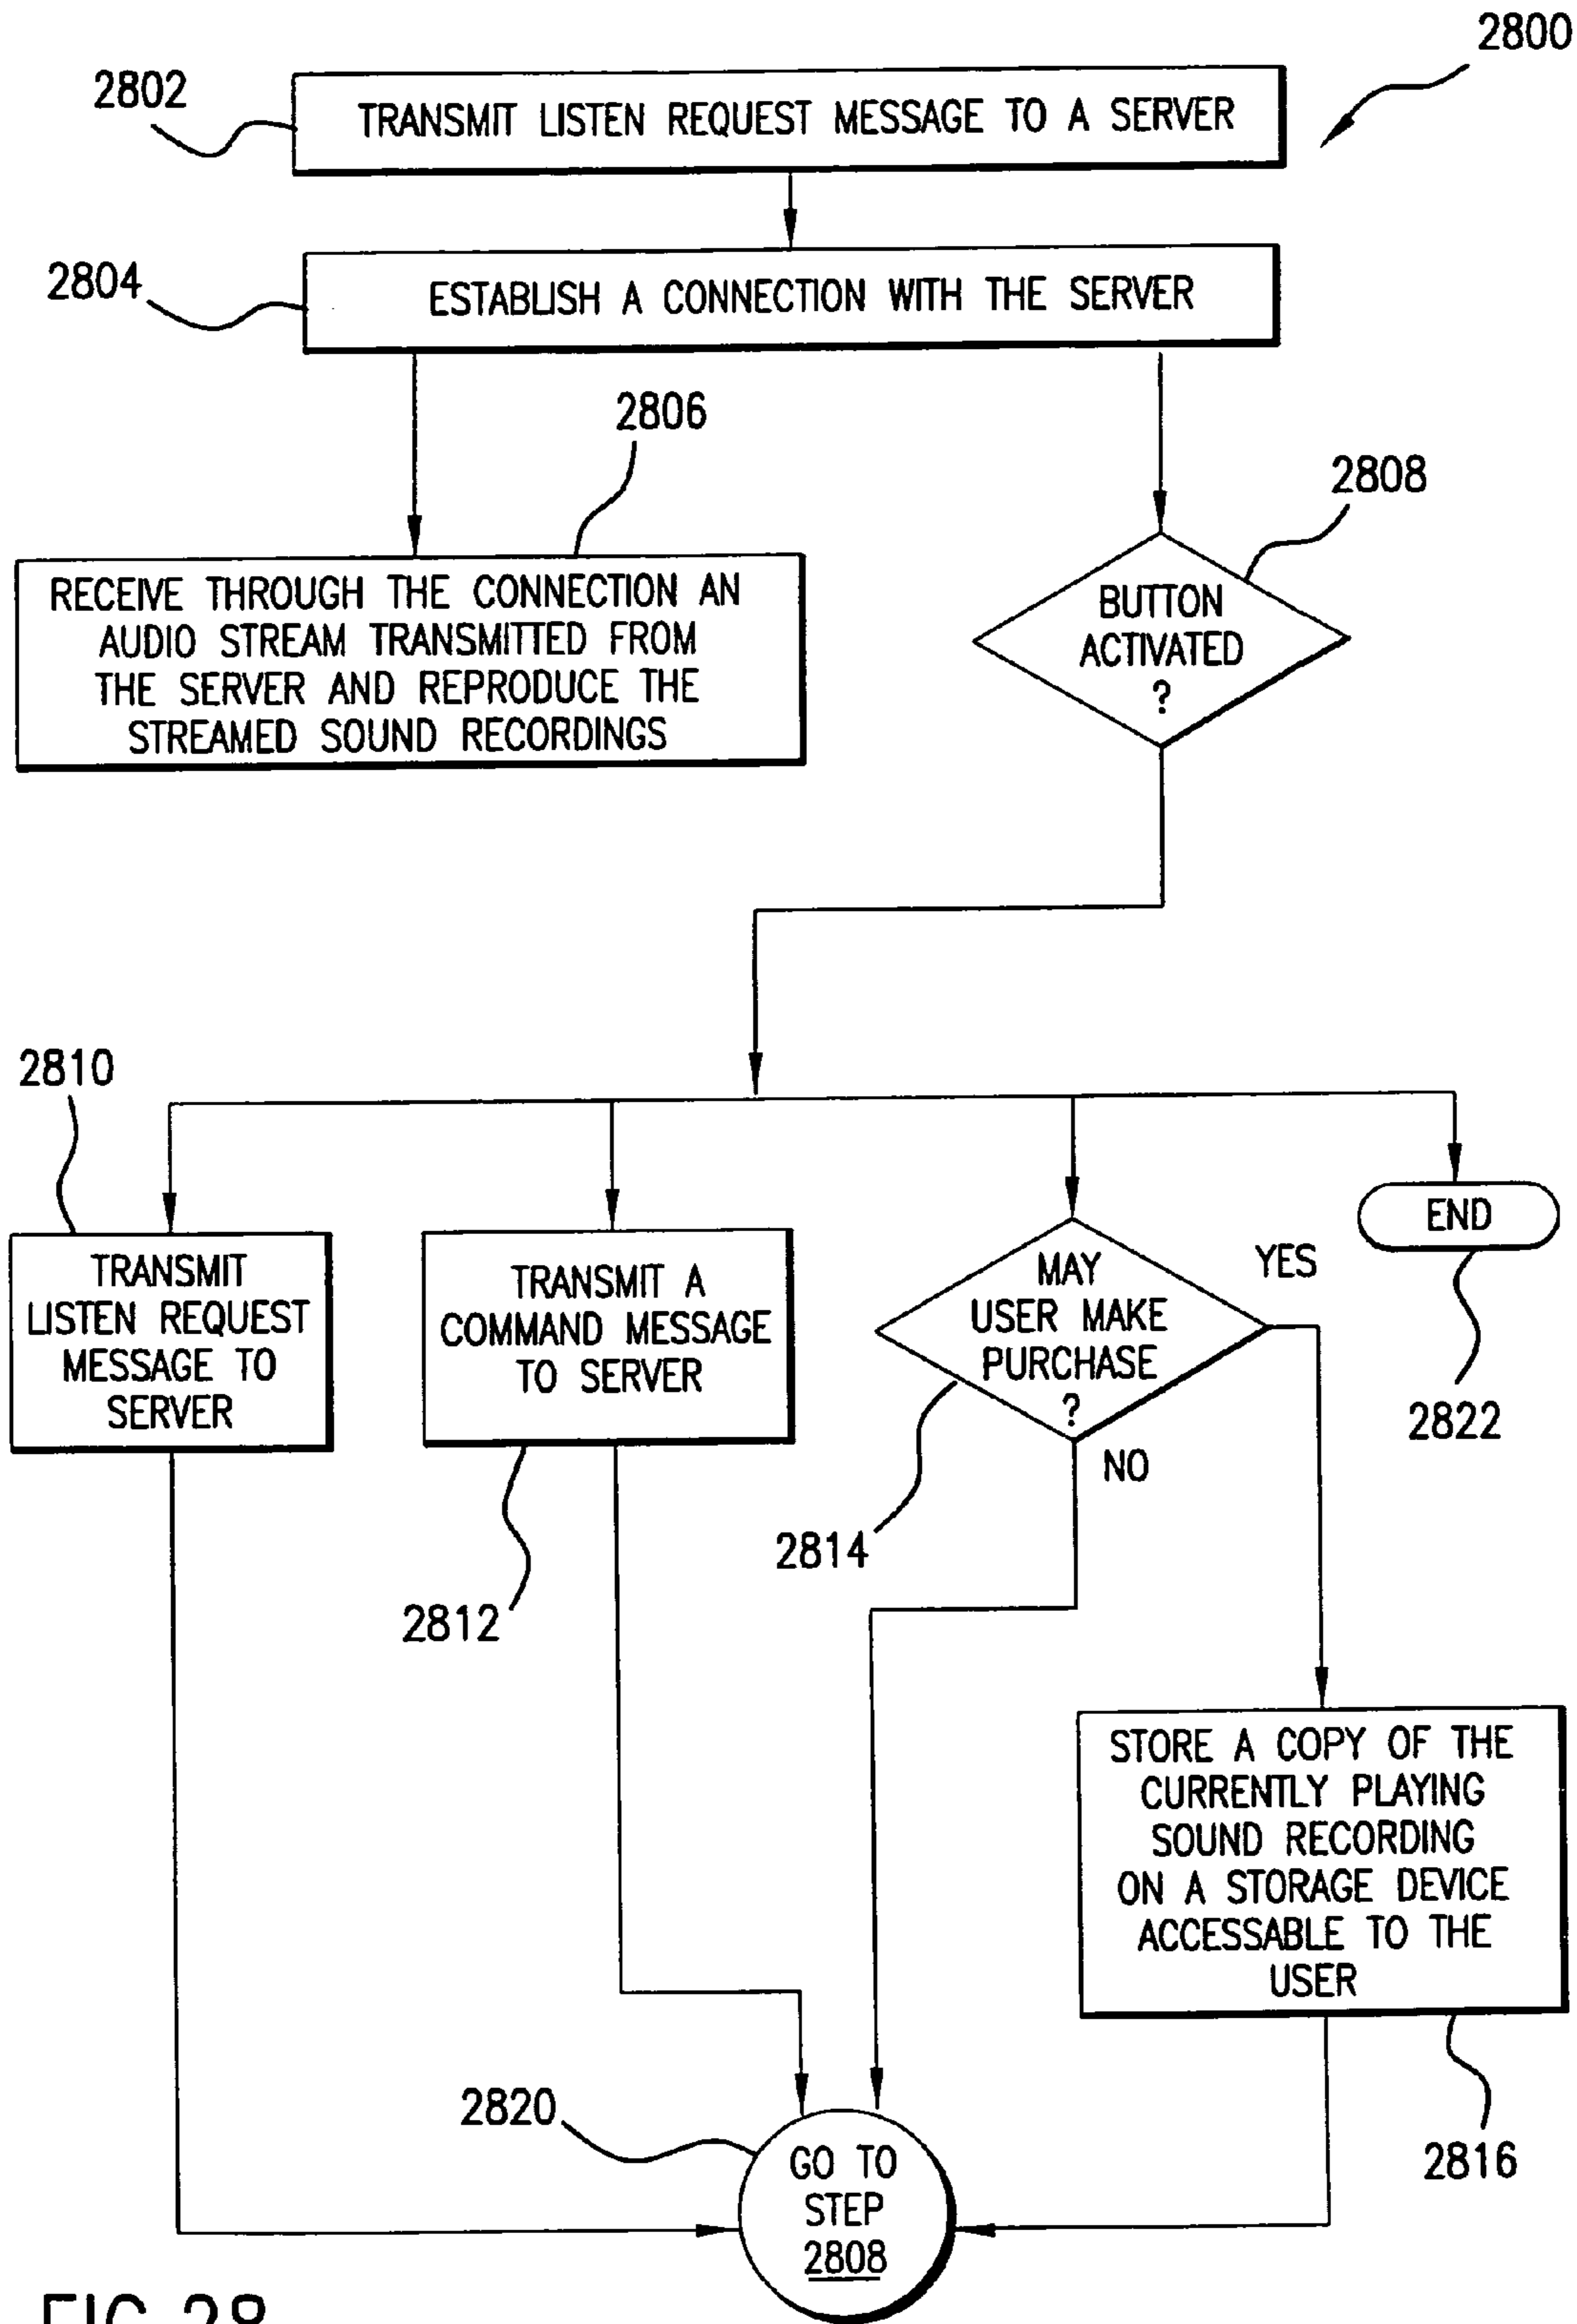 2800
2802
TRANSMIT LISTEN REQUEST MESSAGE TO A SERVER
2804
ESTABLISH A CONNECTION WITH THE SERVER
2806
RECEIVE THROUGH THE CONNECTION AN
AUDIO STREAM TRANSMITTED FROM
THE SERVER AND REPRODUCE THE
STREAMED SOUND RECORDINGS
2808
BUTTON
ACTIVATED
?
2810
TRANSMIT
LISTEN REQUEST
MESSAGE TO
SERVER
TRANSMIT A
COMMAND MESSAGE
TO SERVER
2812
MAY
USER MAKE
PURCHASE
?
YES
NO
2814
END
2822
STORE A COPY OF THE
CURRENTLY PLAYING
SOUND RECORDING
ON A STORAGE DEVICE
ACCESSABLE TO THE
USER
2816
2820
GO TO
STEP
2808
FIG.28